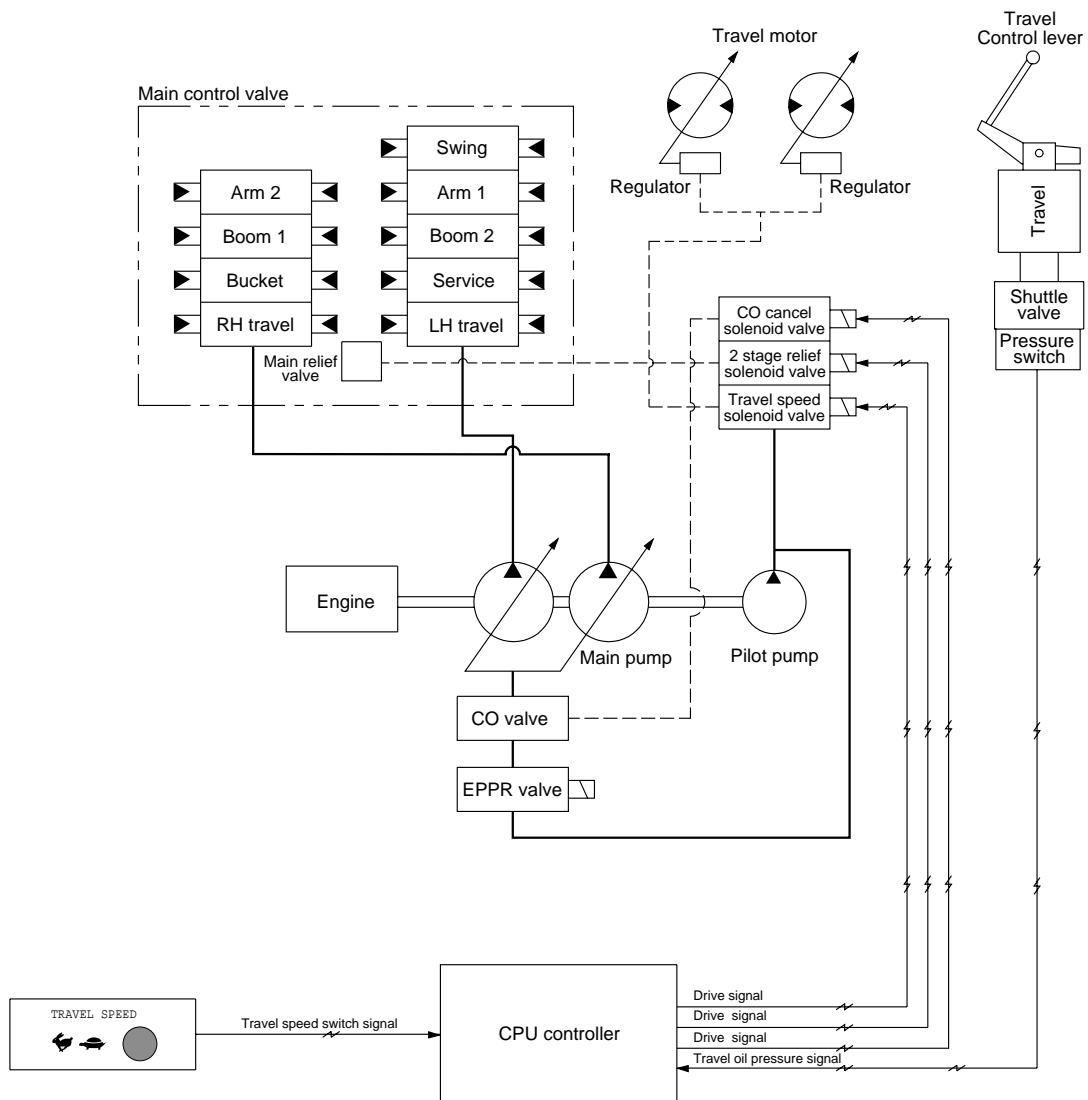 Travel
Control lever
Travel motor
Main control valve
Swing
Arm 2
Arm 1
Boom 1
Boom 2
Bucket
Service
RH travel
LH travel
Main relief
valve
Regulator
Regulator
Travel
Shuttle
valve
Pressure
switch
CO cancel
solenoid valve
2 stage relief
solenoid valve
Travel speed
solenoid valve
Engine
Main pump
Pilot pump
CO valve
EPPR valve
TRAVEL SPEED
Travel speed switch signal
CPU controller
Drive signal
Drive signal
Drive signal
Travel oil pressure signal